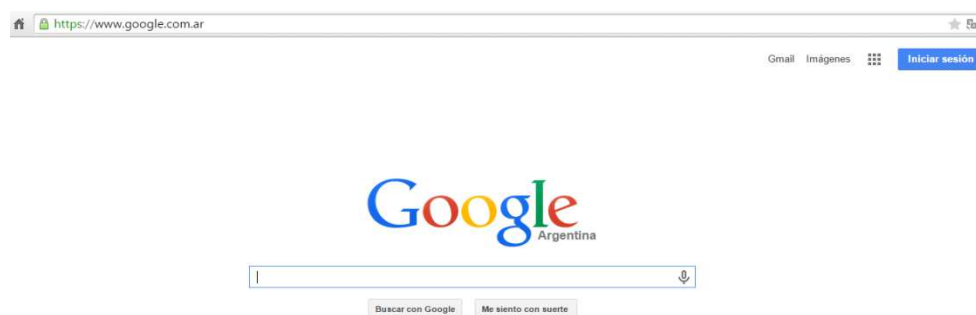 https://www.google.com.ar
Gmail Imágenes Iniciar sesión
Google
Argentina
Buscar con Google Me siento con suerte